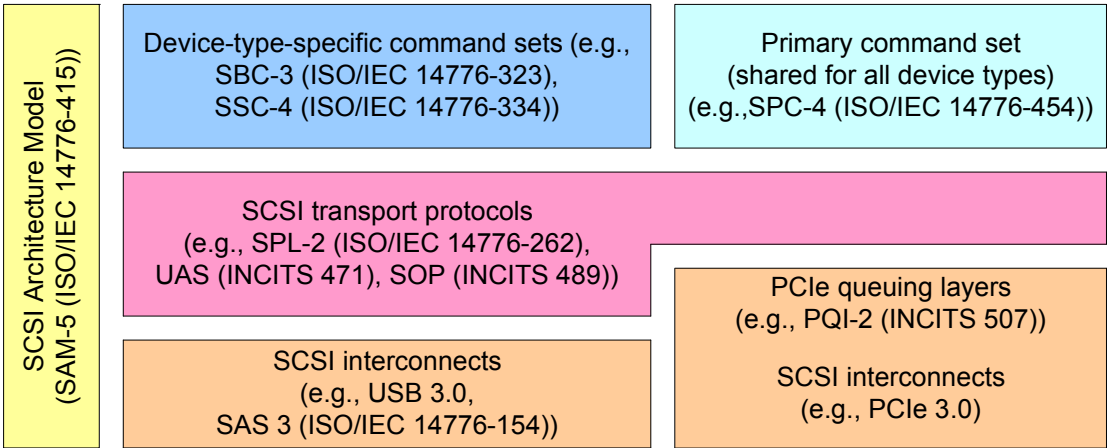 SCSI Architecture Model
(SAM-5 (ISO/IEC 14776-415)
Device-type-specific command sets (e.g.,
SBC-3 (ISO/IEC 14776-323),
SSC-4 (ISO/IEC 14776-334))
Primary command set
(shared for all device types)
(e.g.,SPC-4 (ISO/IEC 14776-454))
SCSI transport protocols
(e.g., SPL-2 (ISO/IEC 14776-262),
UAS (INCITS 471), SOP (INCITS 489))
SCSI interconnects
(e.g., USB 3.0,
SAS 3 (ISO/IEC 14776-154))
PCIe queuing layers
(e.g., PQI-2 (INCITS 507))
SCSI interconnects
(e.g., PCIe 3.0)